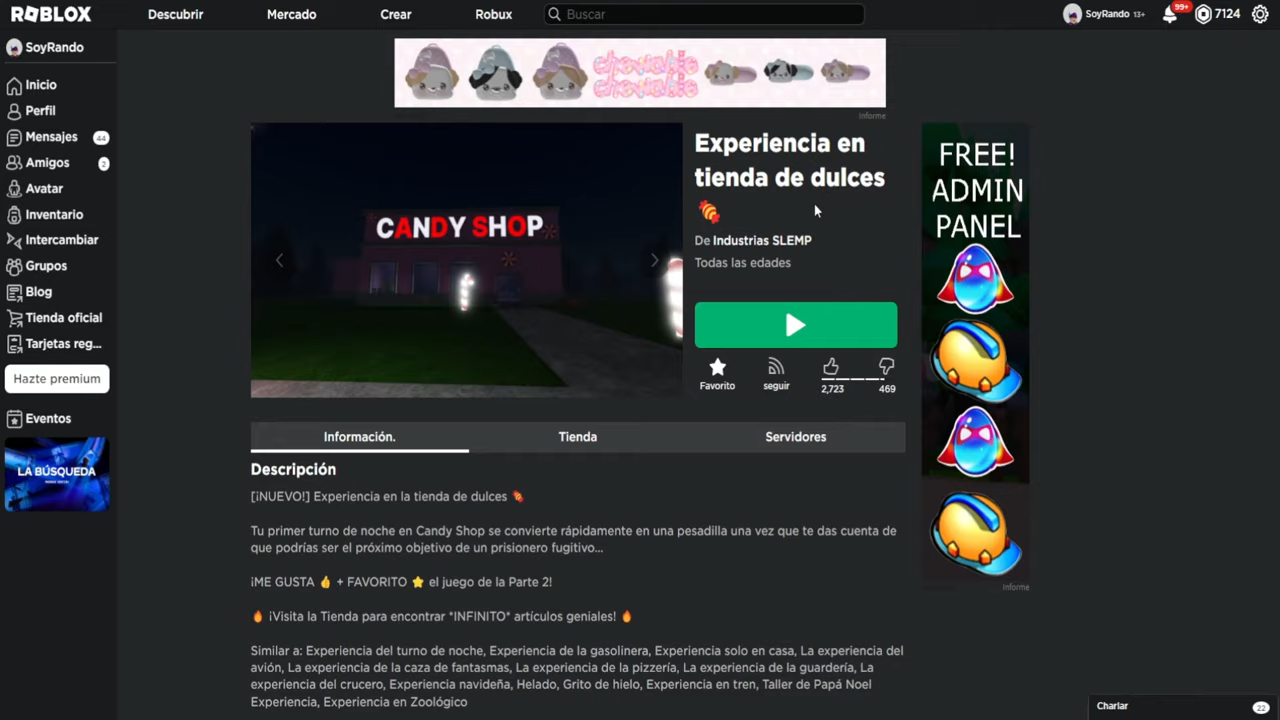 ROBLOX
Descubrir
Mercado
Crear
Robux
Buscar
SoyRando 13+
99+
7124
SoyRando
Inicio
Perfil
Mensajes 44
Amigos 2
Avatar
Inventario
Intercambiar
Grupos
Blog
Tienda oficial
Tarjetas reg...
Hazte premium
Eventos
LA BÚSQUEDA
chewable
chewable
Informe
CANDY SHOP
Experiencia en
tienda de dulces
🍬
De Industrias SLEMP
Todas las edades
Favorito
seguir
2,723
469
FREE!
ADMIN
PANEL
Informe
Información.
Tienda
Servidores
Descripción
[¡NUEVO!] Experiencia en la tienda de dulces 🍬
Tu primer turno de noche en Candy Shop se convierte rápidamente en una pesadilla una vez que te das cuenta de
que podrías ser el próximo objetivo de un prisionero fugitivo...
¡ME GUSTA 👍 + FAVORITO ⭐ el juego de la Parte 2!
🔥 ¡Visita la Tienda para encontrar *INFINITO* artículos geniales! 🔥
Similar a: Experiencia del turno de noche, Experiencia de la gasolinera, Experiencia solo en casa, La experiencia del
avión, La experiencia de la caza de fantasmas, La experiencia de la pizzería, La experiencia de la guardería, La
experiencia del crucero, Experiencia navideña, Helado, Grito de hielo, Experiencia en tren, Taller de Papá Noel
Experiencia, Experiencia en Zoológico
Charlar
22